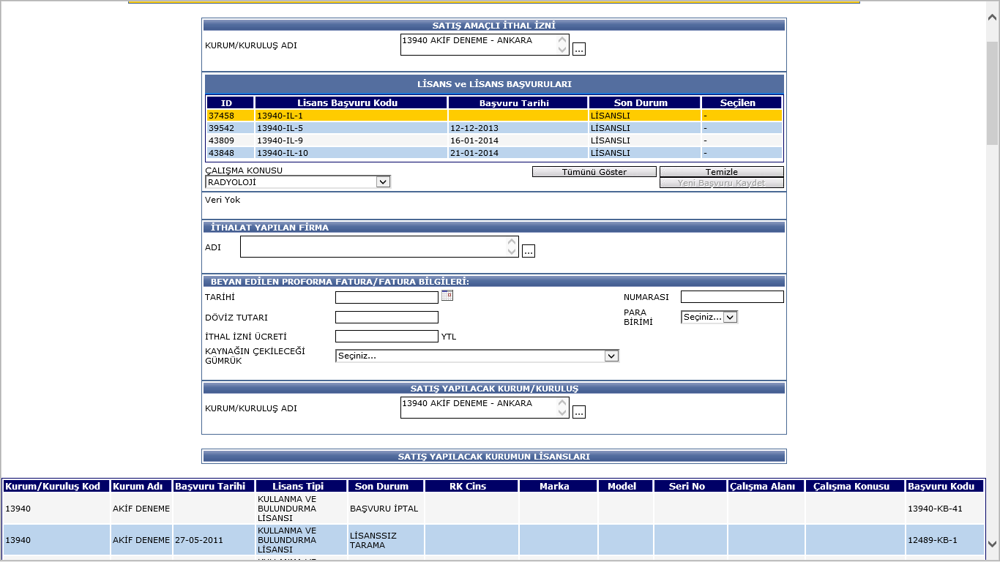 SATIŞ AMAÇLI İTHAL İZNİ
KURUM/KURULUŞ ADI
13940 AKİF DENEME - ANKARA
...
LİSANS ve LİSANS BAŞVURULARI
ID Lisans Başvuru Kodu Başvuru Tarihi Son Durum Seçilen
37458 13940-IL-1 LİSANSLI -
39542 13940-IL-5 12-12-2013 LİSANSLI -
43809 13940-IL-9 16-01-2014 LİSANSLI -
43848 13940-IL-10 21-01-2014 LİSANSLI -
ÇALIŞMA KONUSU
RADYOLOJİ
Tümünü Göster
Temizle
Yeni Başvuru Kaydet
Veri Yok
İTHALAT YAPILAN FİRMA
ADI
...
BEYAN EDİLEN PROFORMA FATURA/FATURA BİLGİLERİ:
TARİHİ
NUMARASI
DÖVİZ TUTARI
PARA
BİRİMİ
Seçiniz...
İTHAL İZNİ ÜCRETİ
YTL
KAYNAĞIN ÇEKİLECEĞİ
GÜMRÜK
Seçiniz...
SATIŞ YAPILACAK KURUM/KURULUŞ
KURUM/KURULUŞ ADI
13940 AKİF DENEME - ANKARA
...
SATIŞ YAPILACAK KURUMUN LİSANSLARI
Kurum/Kuruluş Kod Kurum Adı Başvuru Tarihi Lisans Tipi Son Durum RK Cins Marka Model Seri No Çalışma Alanı Çalışma Konusu Başvuru Kodu
13940 AKİF DENEME
KULLANMA VE
BULUNDURMA
LİSANSI
BAŞVURU İPTAL
13940-KB-41
13940 AKİF DENEME 27-05-2011
KULLANMA VE
BULUNDURMA
LİSANSI
LİSANSSIZ
TARAMA
12489-KB-1
KULLANMA VE